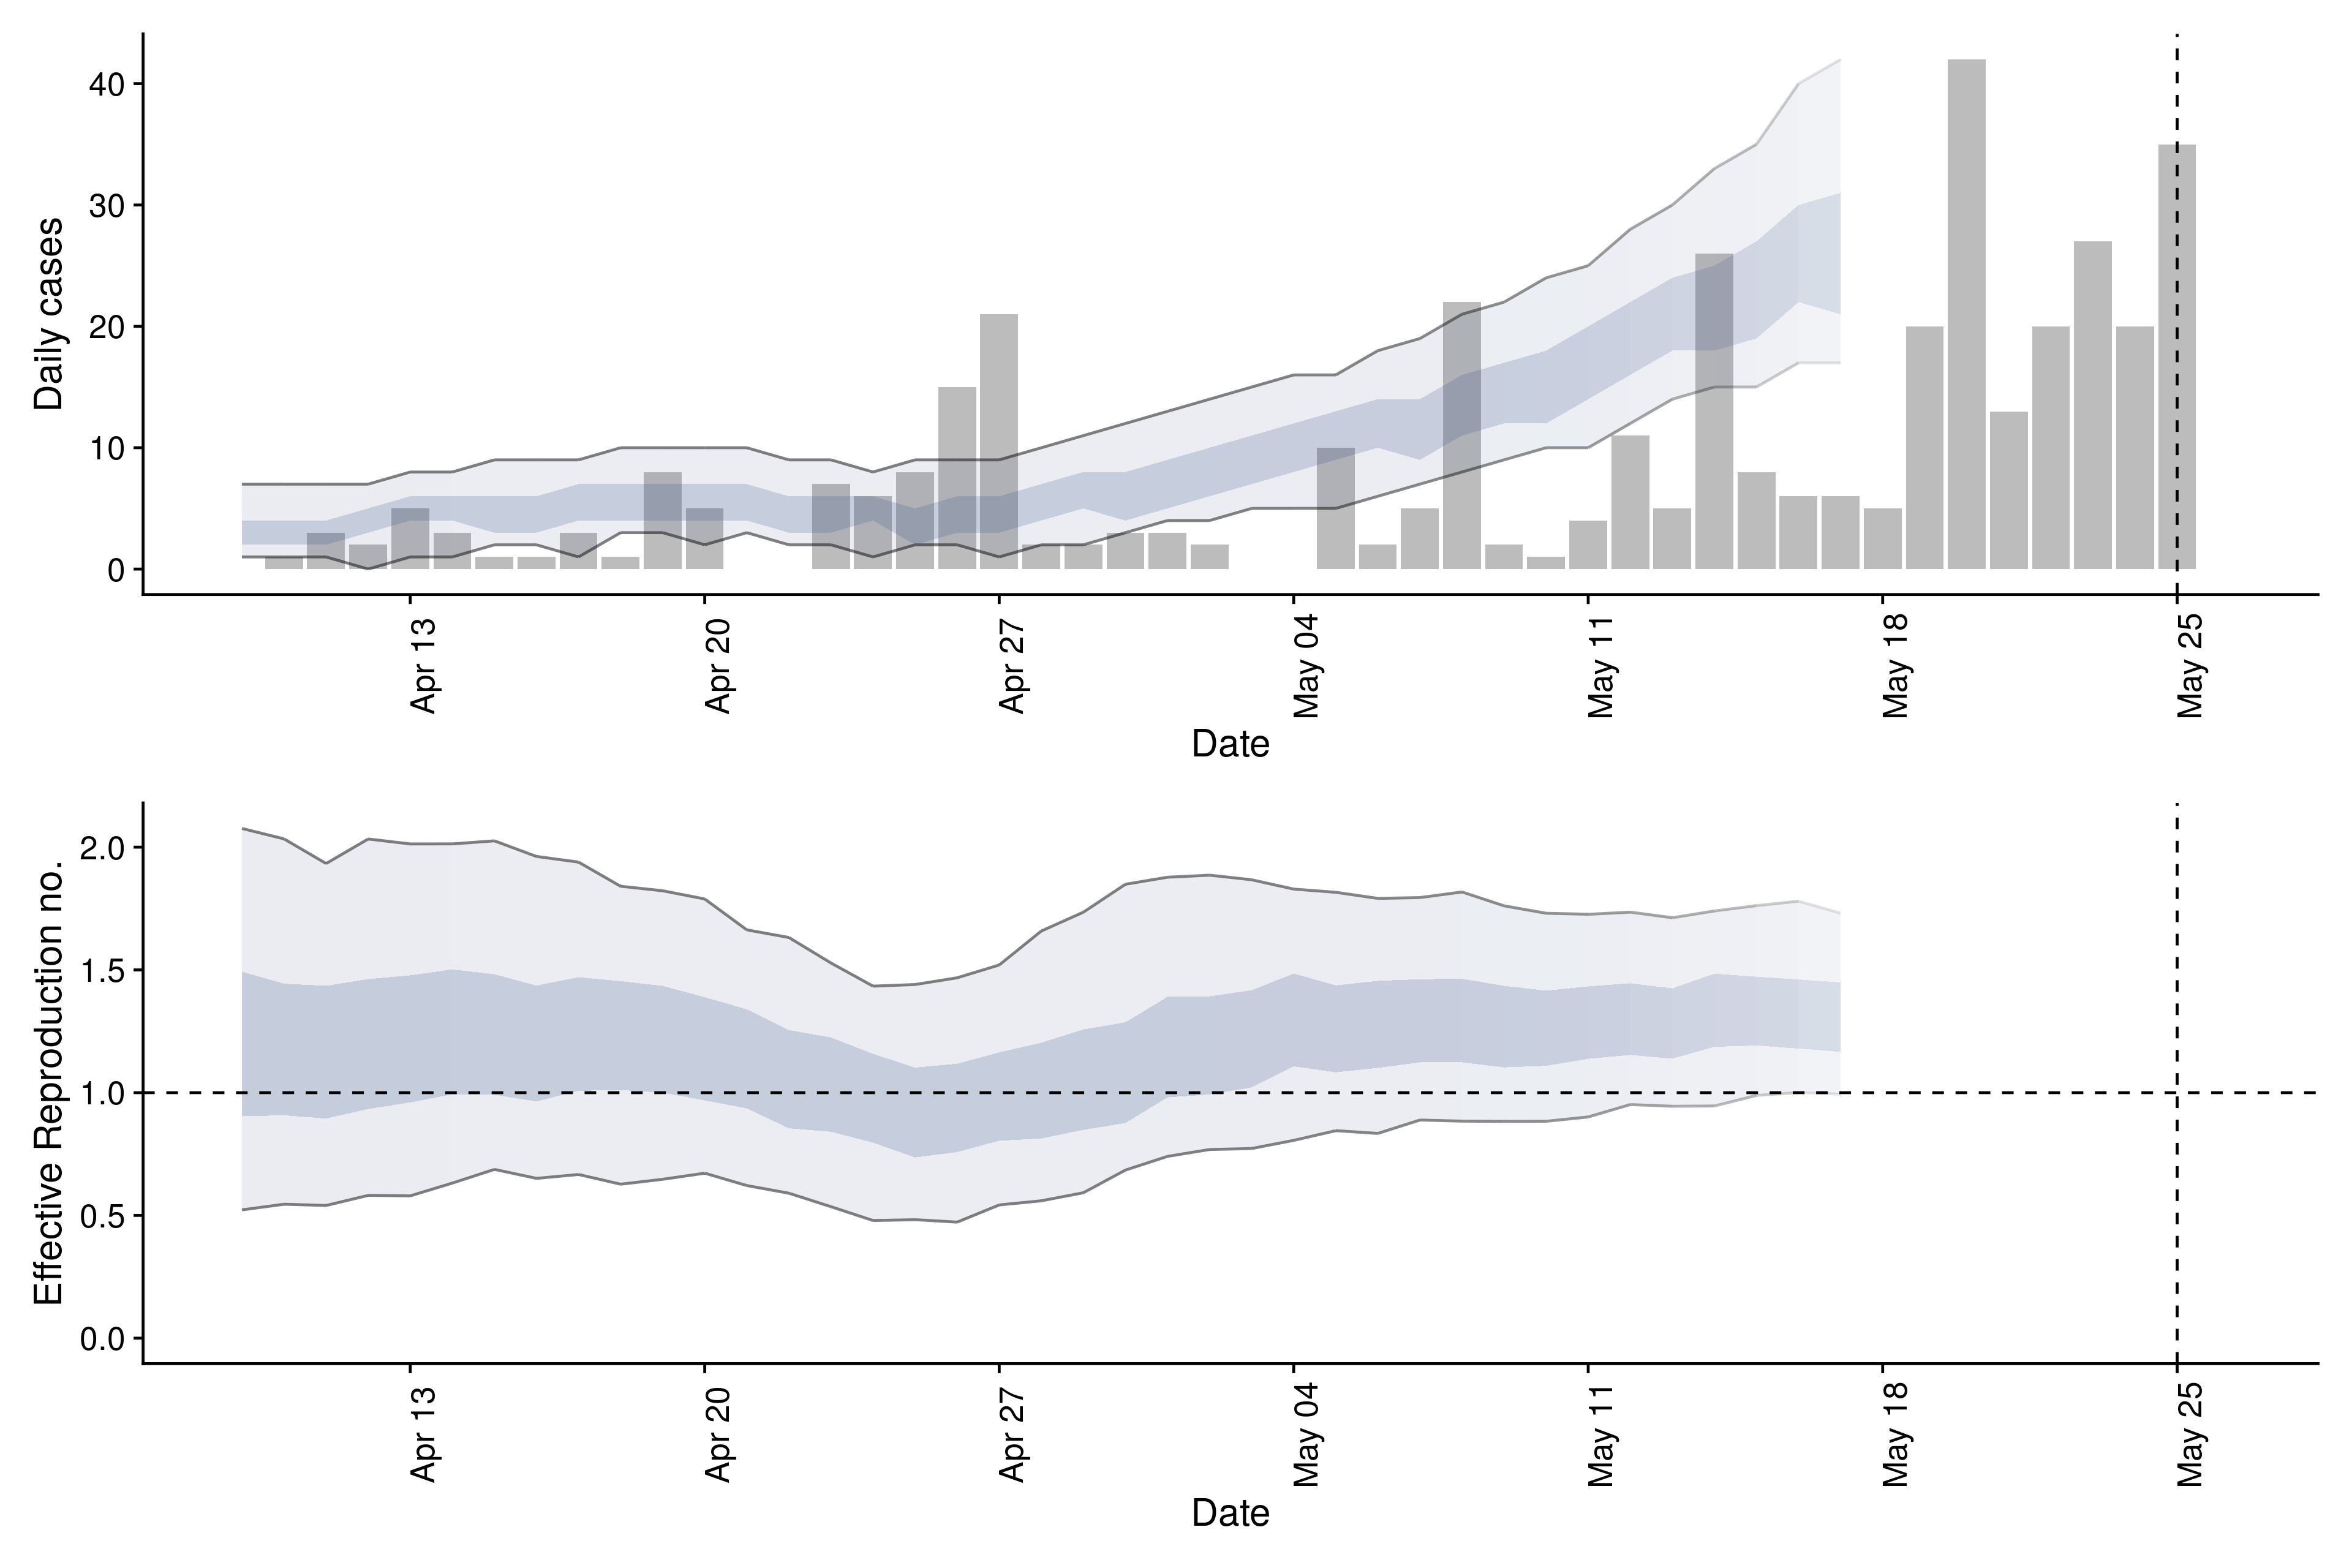 Daily cases
40
30
20
10
0
Apr 13
Apr 20
Apr 27
May 04
May 11
May 18
May 25
Date
Effective Reproduction no.
2.0
1.5
1.0
0.5
0.0
Apr 13
Apr 20
Apr 27
May 04
May 11
May 18
May 25
Date